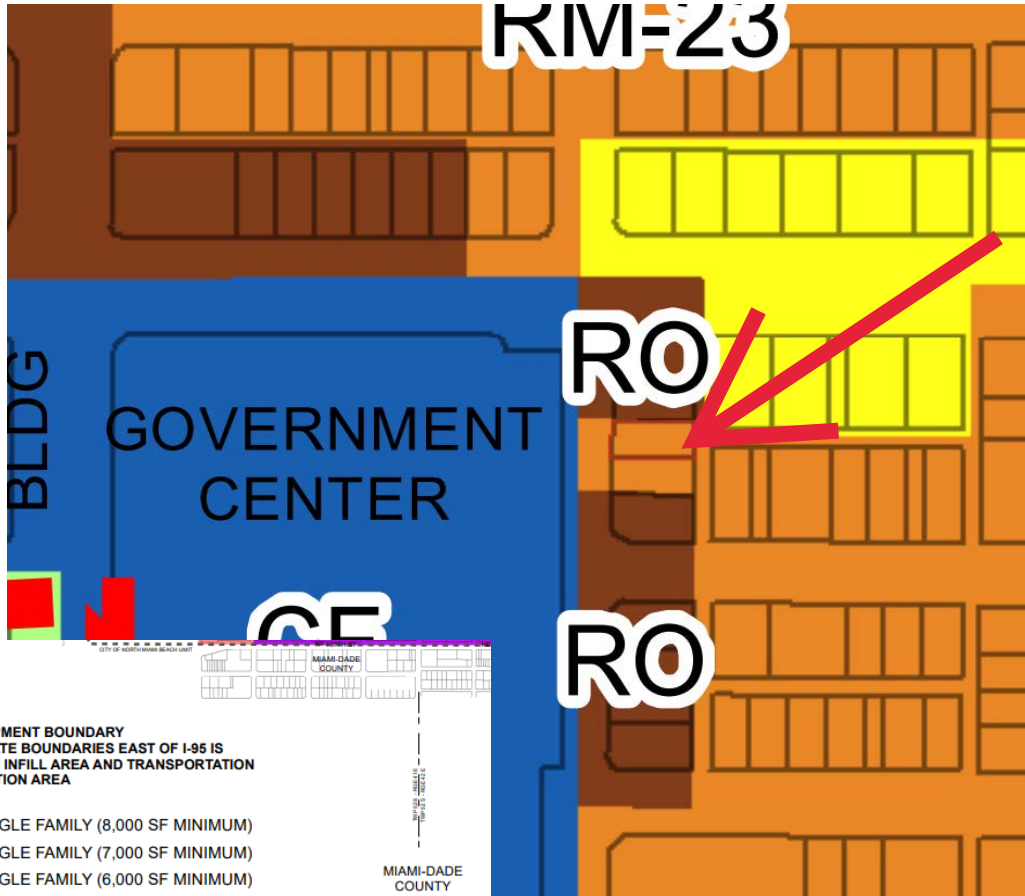 RM-23
RO
BLDG
GOVERNMENT
CENTER
CF
RO
CITY OF NORTH MIAMI BEACH LIMIT
MIAMI-DADE
COUNTY
MENT BOUNDARY
TE BOUNDARIES EAST OF I-95 IS
INFILL AREA AND TRANSPORTATION
TION AREA
GLE FAMILY (8,000 SF MINIMUM)
GLE FAMILY (7,000 SF MINIMUM)
GLE FAMILY (6,000 SF MINIMUM)
MIAMI-DADE
COUNTY